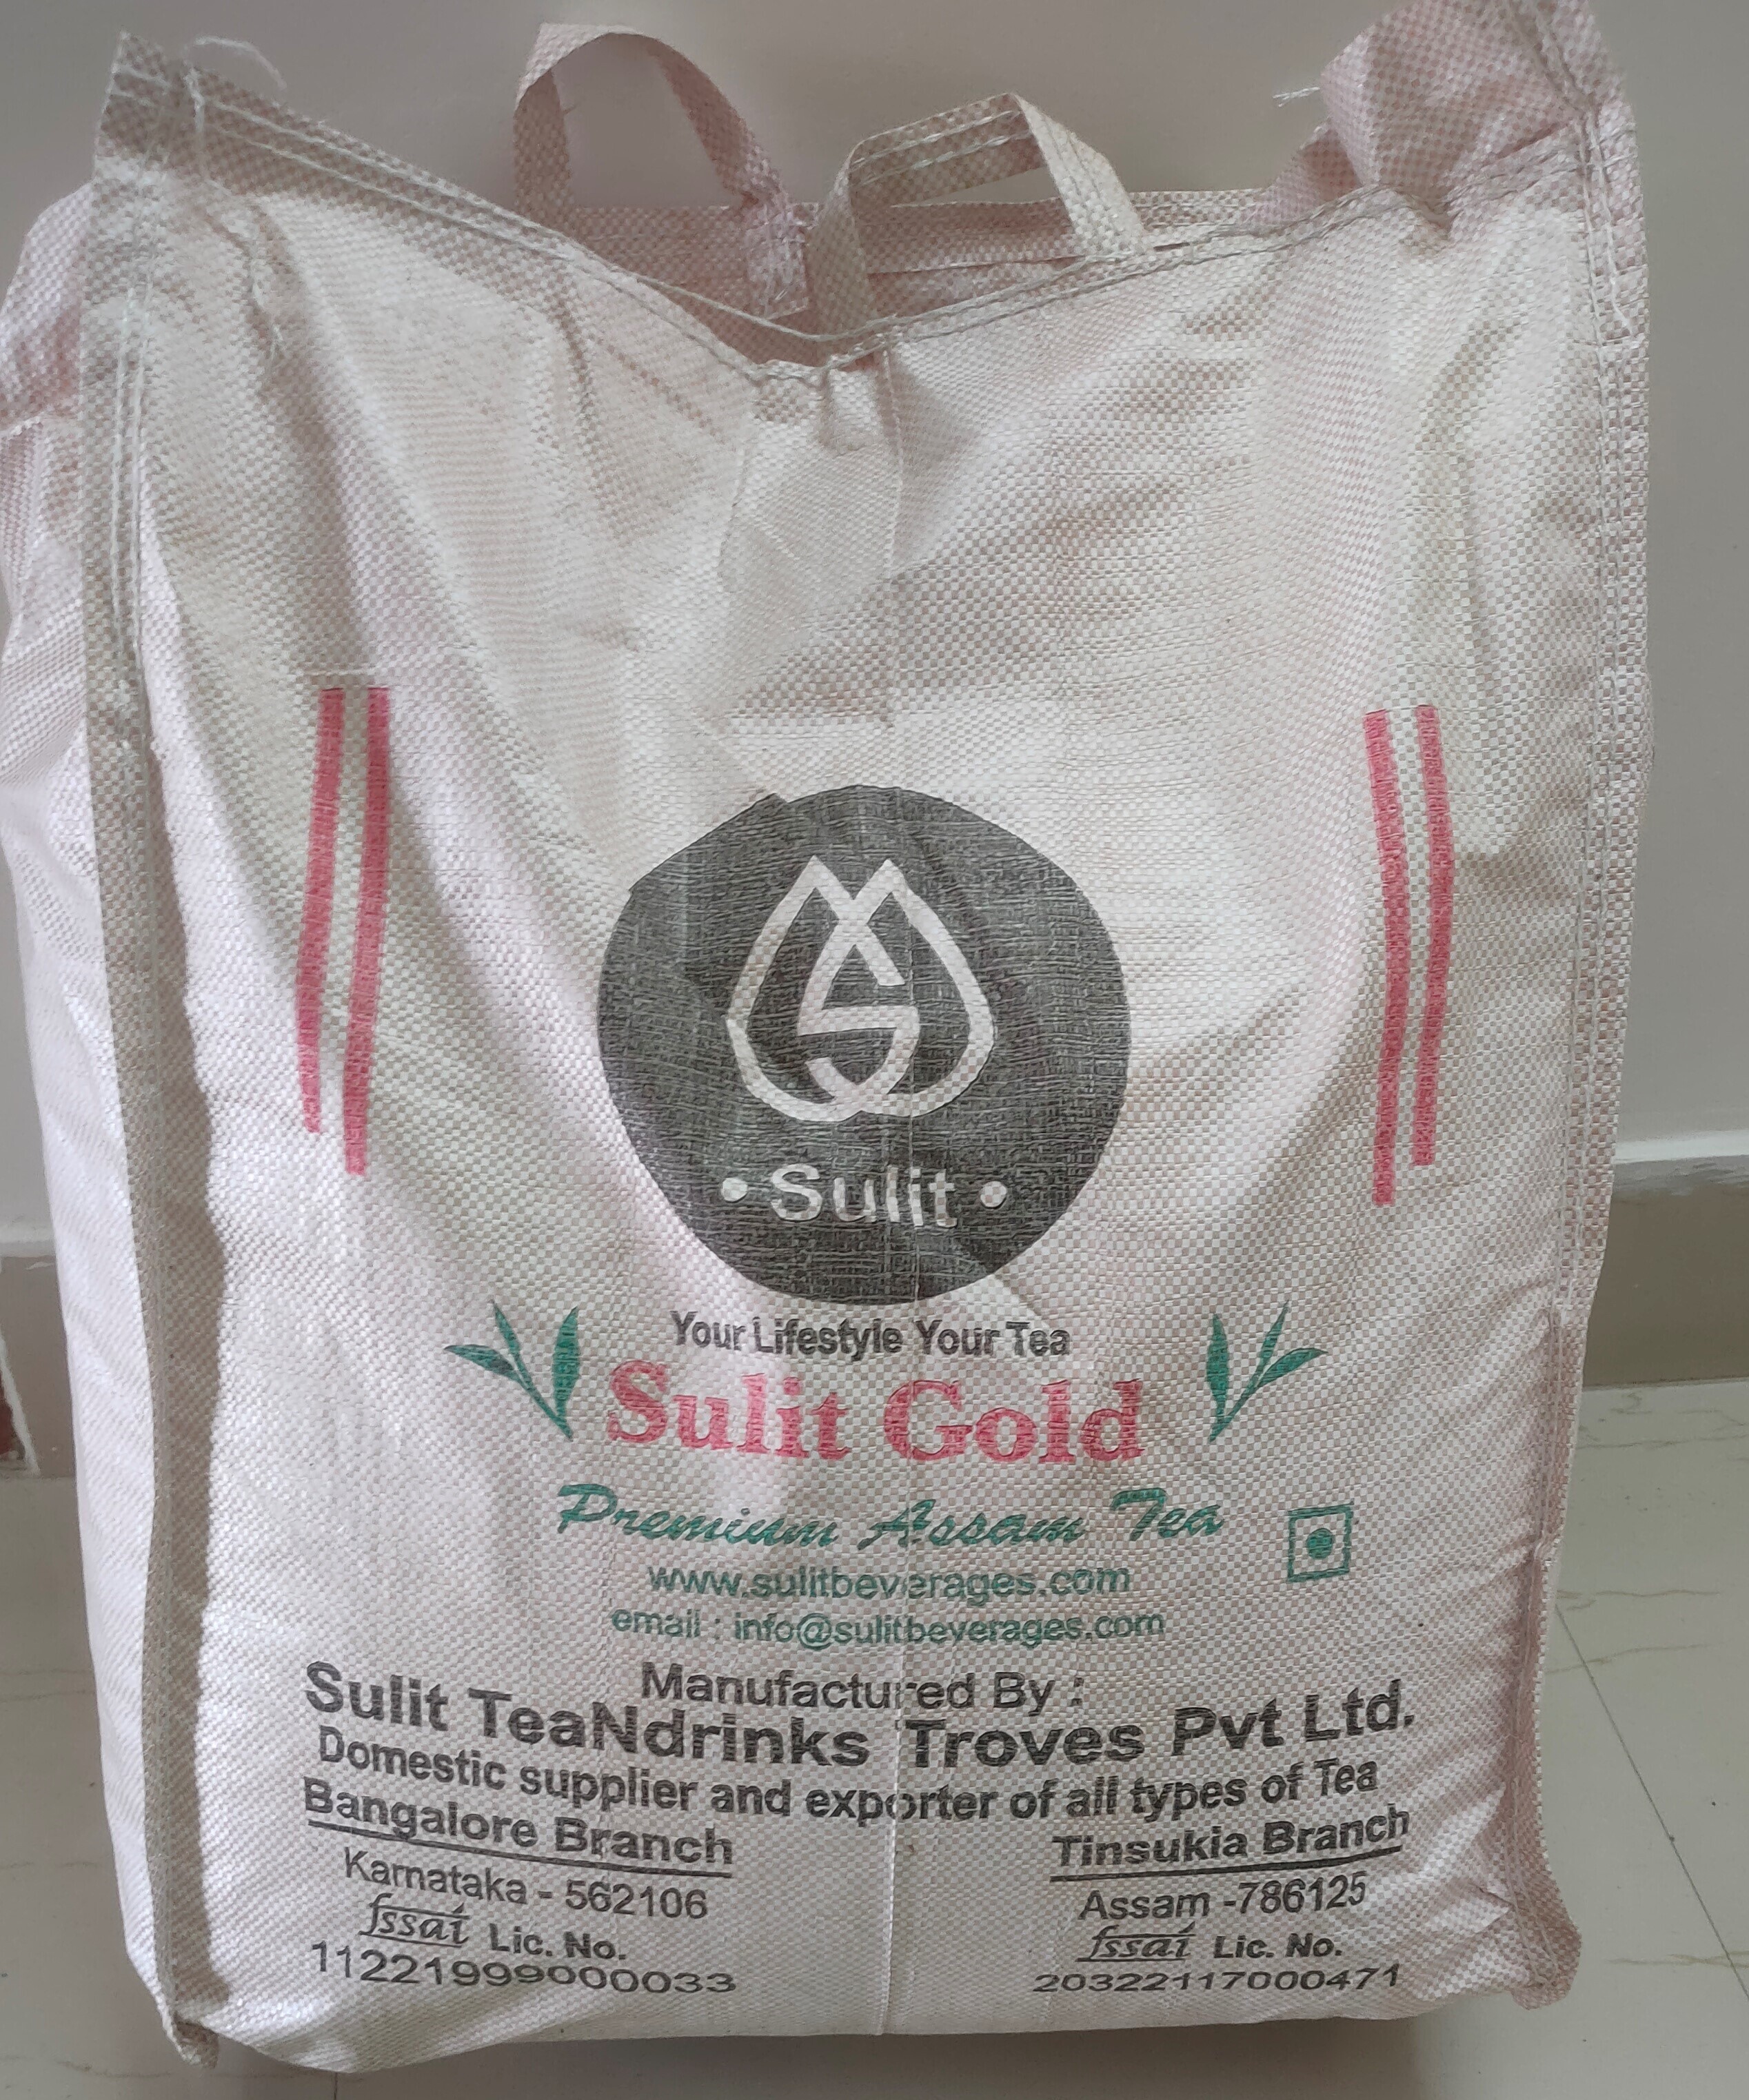 • Sulit •
Your Lifestyle Your Tea
Sulit Gold
Premium Assam Tea
www.sulitbeverages.com
email : info@sulitbeverages.com
Manufactured By :
Sulit TeaNdrinks Troves Pvt Ltd.
Domestic supplier and exporter of all types of Tea
Bangalore Branch
Karnataka - 562106
fssai Lic. No.
11221999000033
Tinsukia Branch
Assam -786125
fssai Lic. No.
20322117000471